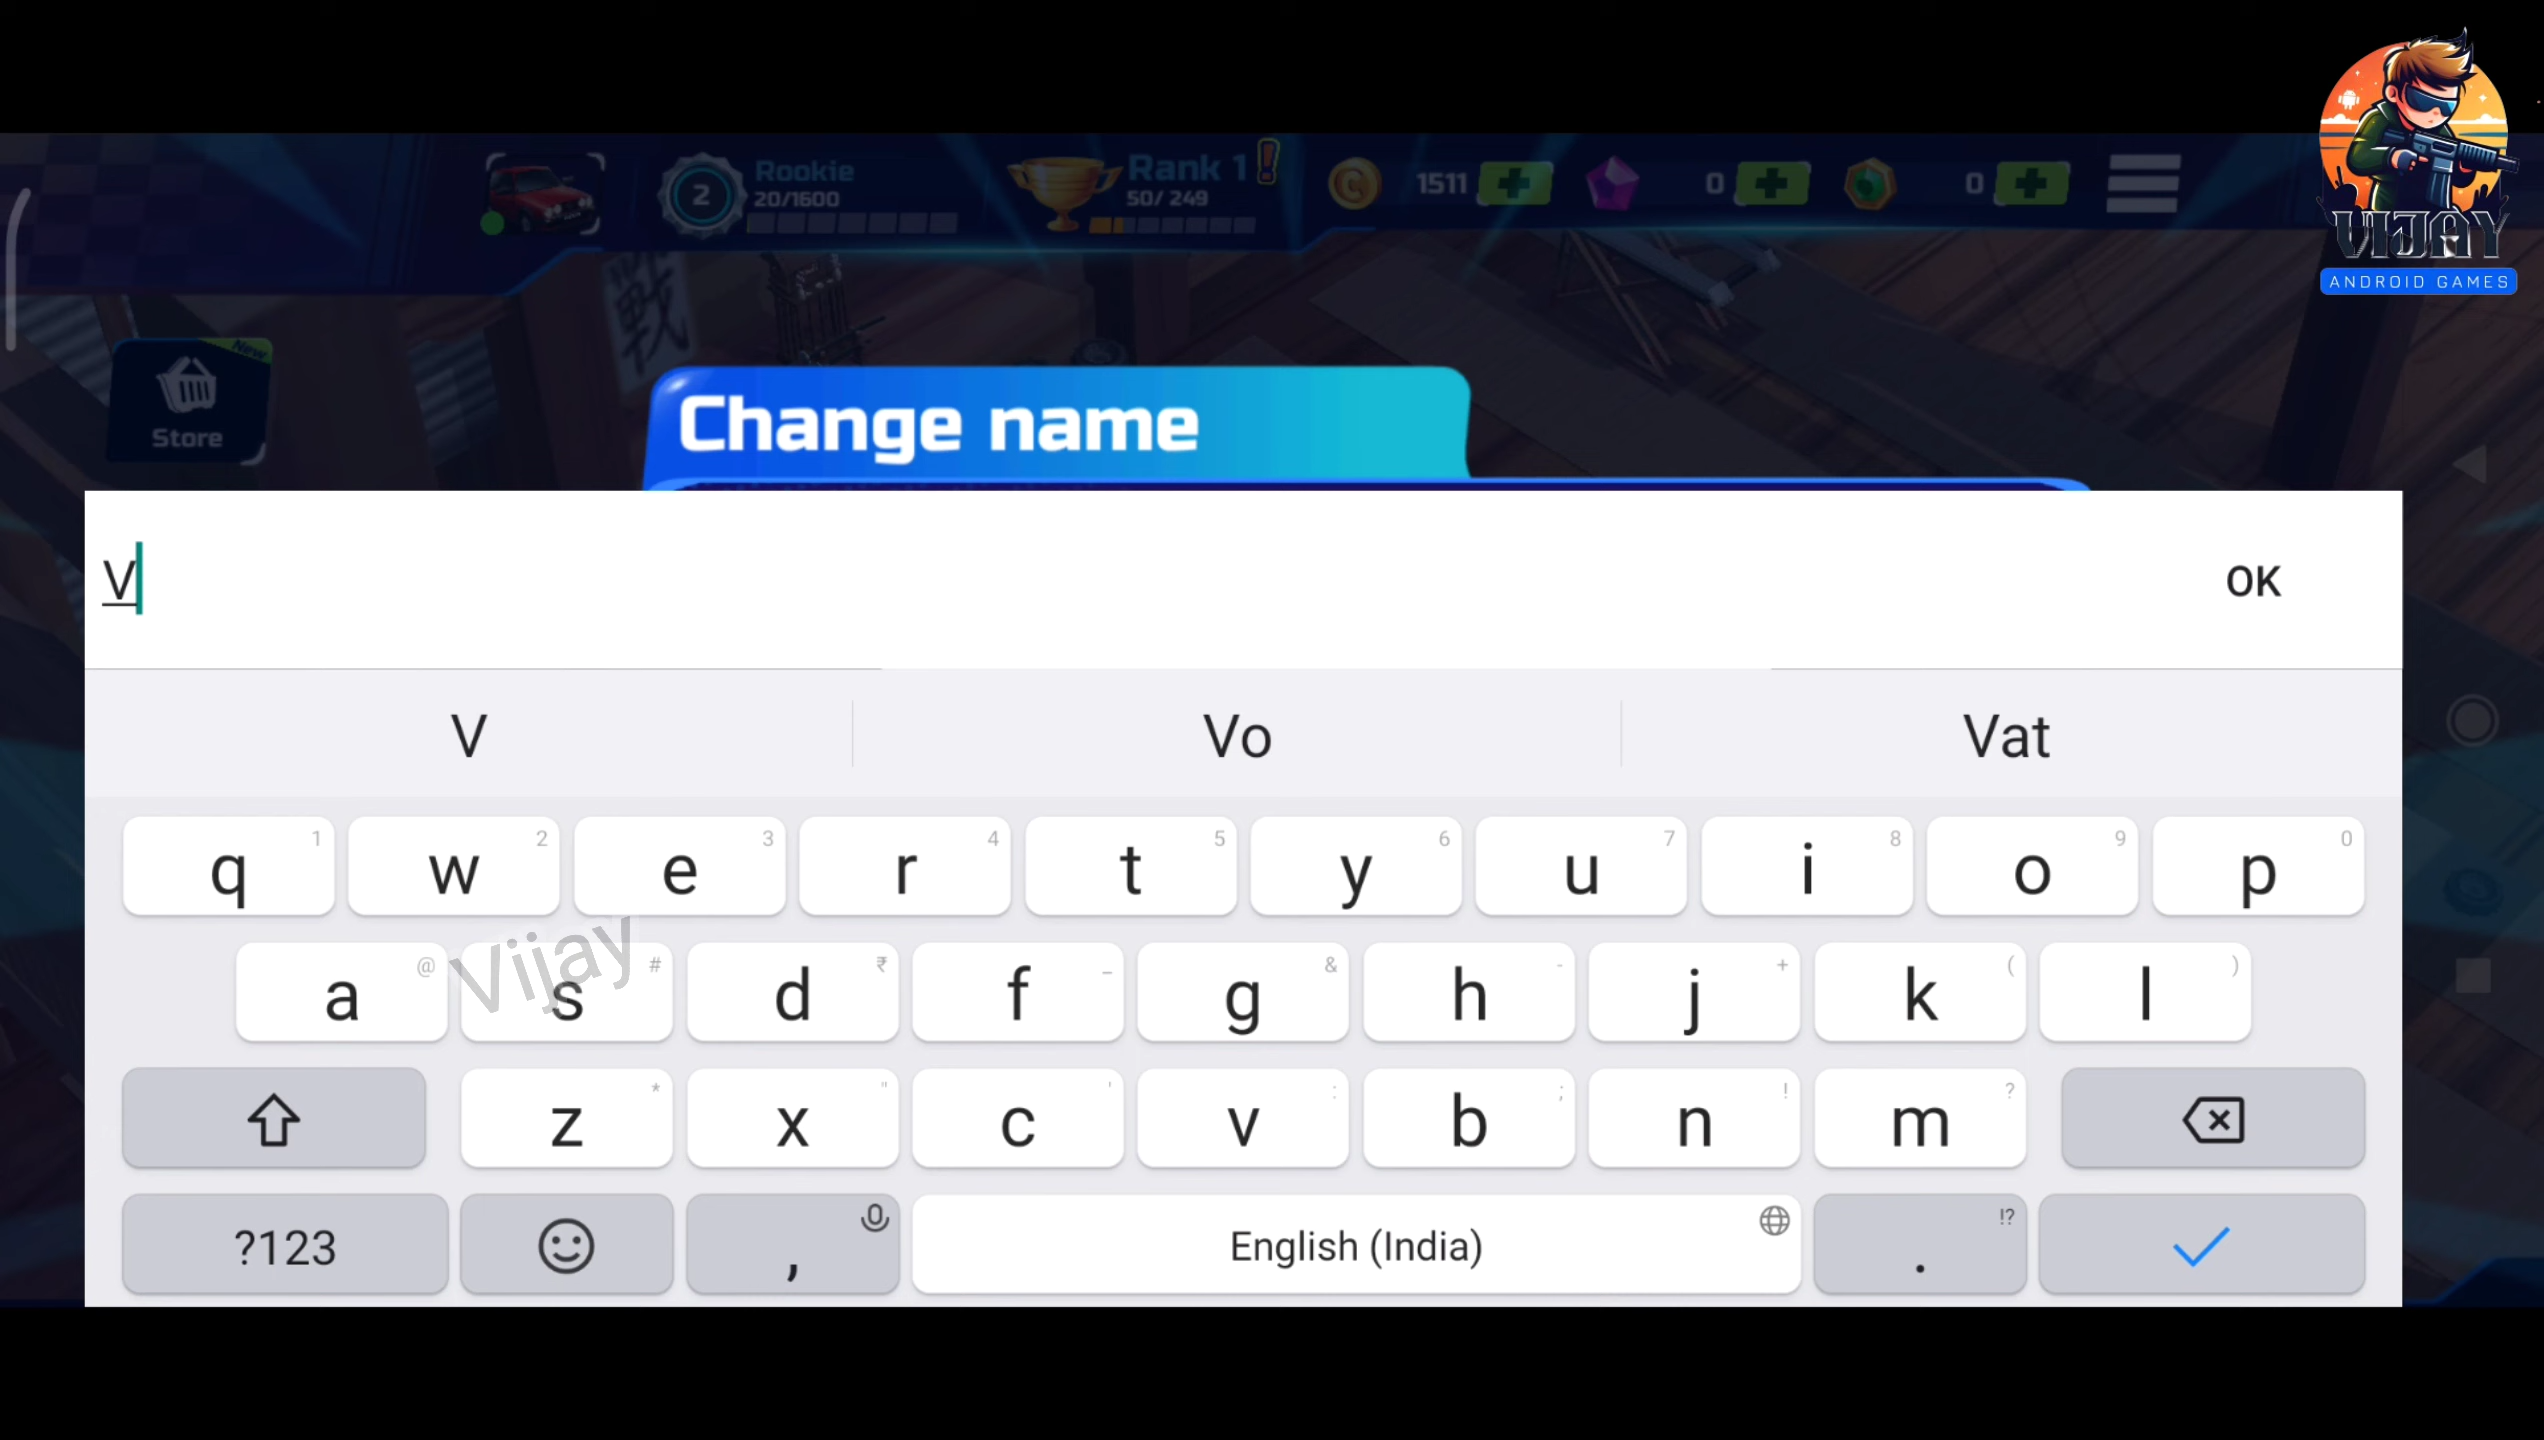 Rookie
2
20/1600
Rank 1
50/ 249
1511
0
0
VIJAY
ANDROID GAMES
戰
New
Store
Change name
V
OK
V Vo Vat
q 1 w 2 e 3 r 4 t 5 y 6 u 7 i 8 o 9 p 0
Vijay
a @ s # d ₹ f _ g & h - j + k ( l )
z * x " c ' v : b ; n ! m ?
?123 , English (India) . !?